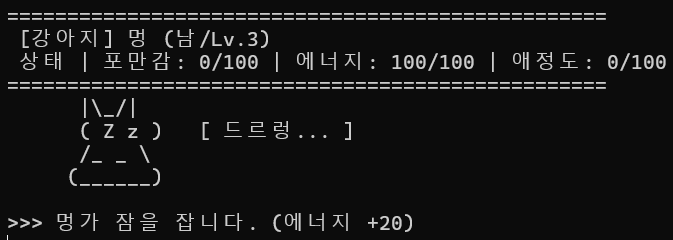 ==================================================
[강아지] 멍 (남/Lv.3)
상태 | 포만감: 0/100 | 에너지: 100/100 | 애정도: 0/100
==================================================
|\_/|
( Z z ) [ 드르렁... ]
/_ _ \
(______)
>>> 멍가 잠을 잡니다. (에너지 +20)